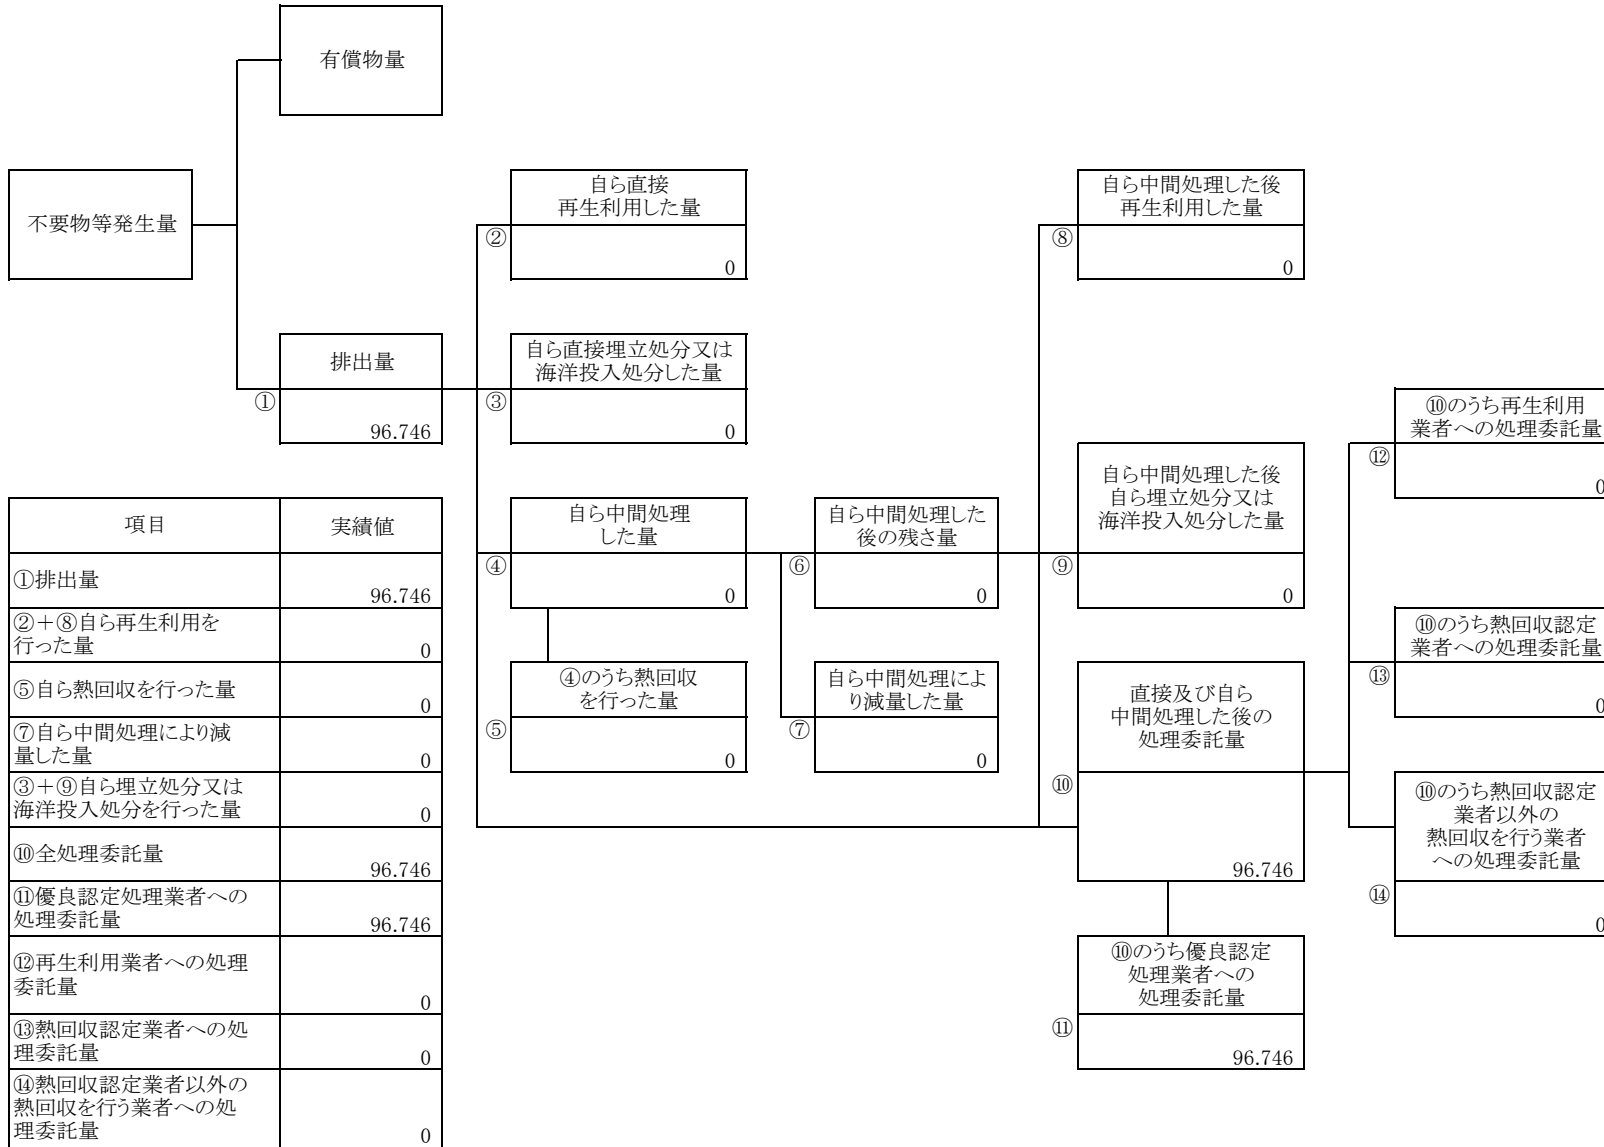 有償物量
不要物等発生量
自ら直接
再生利用した量
②
0
自ら中間処理した後
再生利用した量
⑧
0
排出量
①
96.746
自ら直接埋立処分又は
海洋投入処分した量
③
0
⑩のうち再生利用
業者への処理委託量
⑫
0
自ら中間処理
した量
④
0
自ら中間処理した
後の残さ量
⑥
0
自ら中間処理した後
自ら埋立処分又は
海洋投入処分した量
⑨
0
⑩のうち熱回収認定
業者への処理委託量
⑬
0
④のうち熱回収
を行った量
⑤
0
自ら中間処理によ
り減量した量
⑦
0
直接及び自ら
中間処理した後の
処理委託量
⑩
96.746
⑩のうち熱回収認定
業者以外の
熱回収を行う業者
への処理委託量
⑭
0
⑩のうち優良認定
処理業者への
処理委託量
⑪
96.746
項目 実績値
①排出量
96.746
②＋⑧自ら再生利用を
行った量
0
⑤自ら熱回収を行った量
0
⑦自ら中間処理により減
量した量
0
③＋⑨自ら埋立処分又は
海洋投入処分を行った量
0
⑩全処理委託量
96.746
⑪優良認定処理業者への
処理委託量
96.746
⑫再生利用業者への処理
委託量
0
⑬熱回収認定業者への処
理委託量
0
⑭熱回収認定業者以外の
熱回収を行う業者への処
理委託量
0